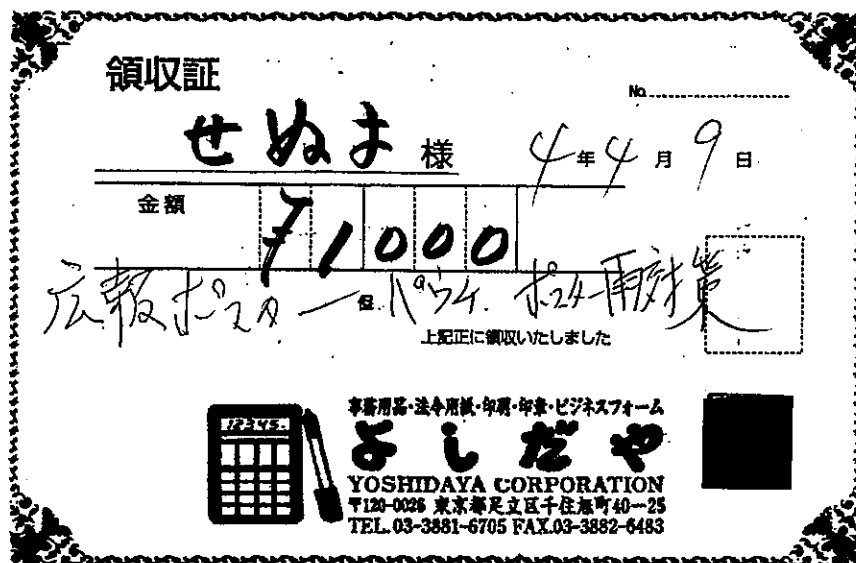 領収証
No.
せぬま 様
4年4月9日
金額
71000
広報ポスター 但 パウチ. ポスター雨対策
上記正に領収いたしました
12345.
事務用品・法令用紙・印刷・印章・ビジネスフォーム
よしだや
YOSHIDAYA CORPORATION
〒120-0026 東京都足立区千住旭町40-25
TEL.03-3881-6705 FAX.03-3882-6483